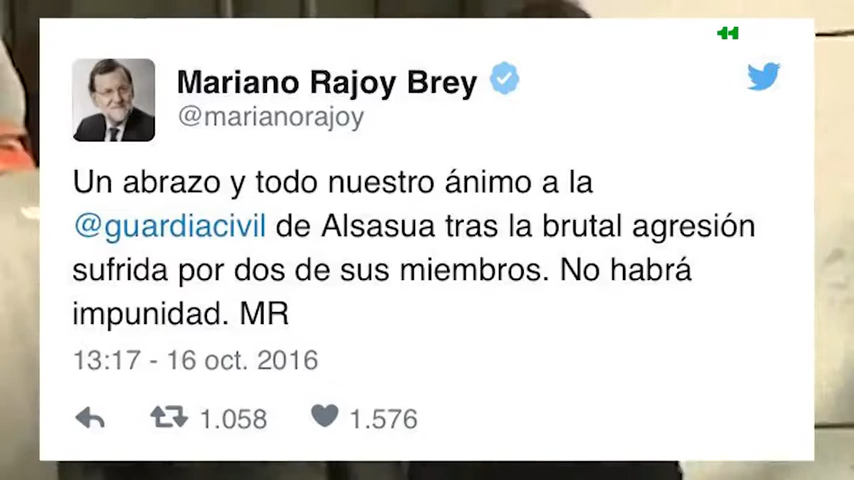 Mariano Rajoy Brey
@marianorajoy
Un abrazo y todo nuestro ánimo a la
@guardiacivil de Alsasua tras la brutal agresión
sufrida por dos de sus miembros. No habrá
impunidad. MR
13:17 - 16 oct. 2016
1.058 1.576